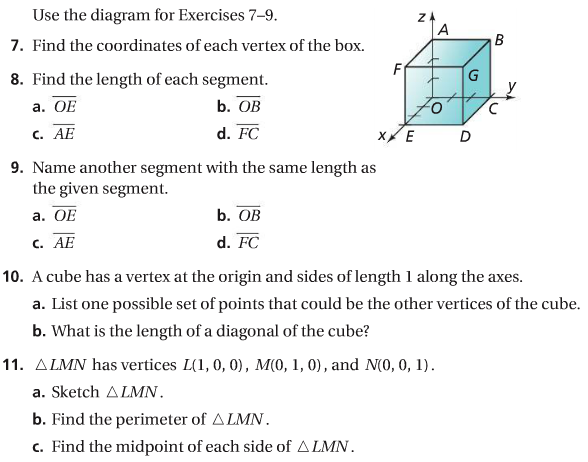 Use the diagram for Exercises 7–9.
7. Find the coordinates of each vertex of the box.
8. Find the length of each segment.
a. OE b. OB
c. AE d. FC
z
A
B
F
G
y
O
C
x
E
D
9. Name another segment with the same length as
the given segment.
a. OE b. OB
c. AE d. FC
10. A cube has a vertex at the origin and sides of length 1 along the axes.
a. List one possible set of points that could be the other vertices of the cube.
b. What is the length of a diagonal of the cube?
11. △LMN has vertices L(1, 0, 0), M(0, 1, 0), and N(0, 0, 1).
a. Sketch △LMN.
b. Find the perimeter of △LMN.
c. Find the midpoint of each side of △LMN.